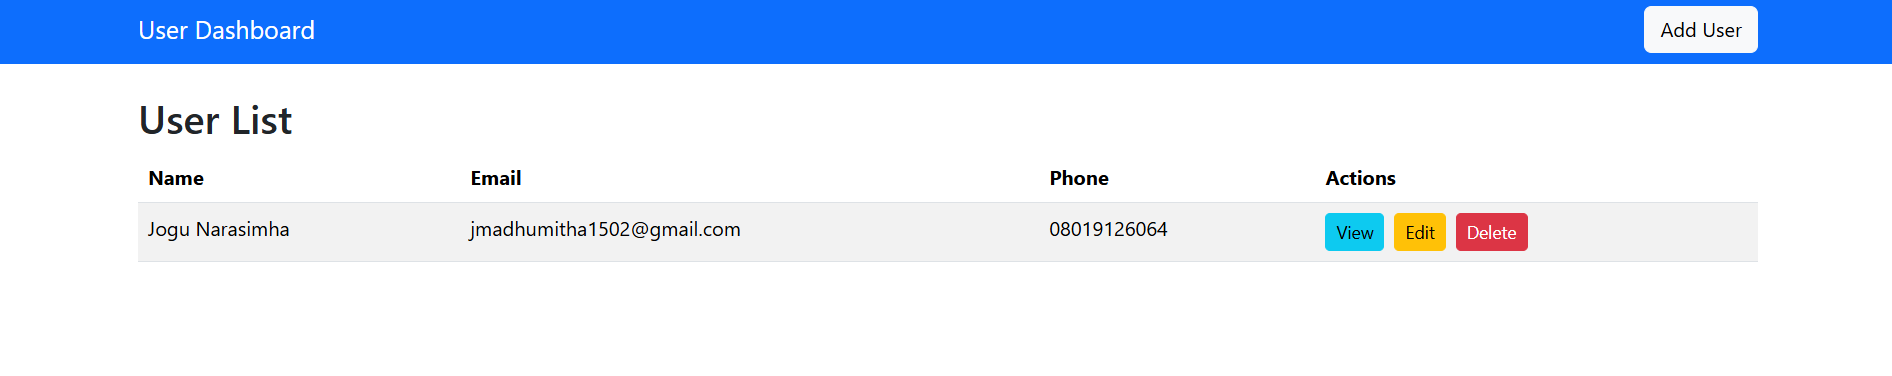 User Dashboard Add User
User List
Name Email Phone Actions
Jogu Narasimha jmadhumitha1502@gmail.com 08019126064 View Edit Delete